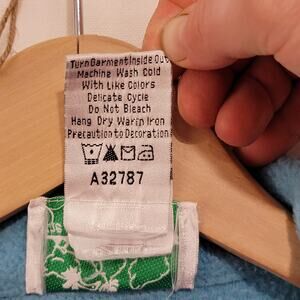 Turn Garment Inside Out
Machine Wash Cold
With Like Colors
Delicate Cycle
Do Not Bleach
Hang Dry Warm Iron
Precaution to Decoration
A32787